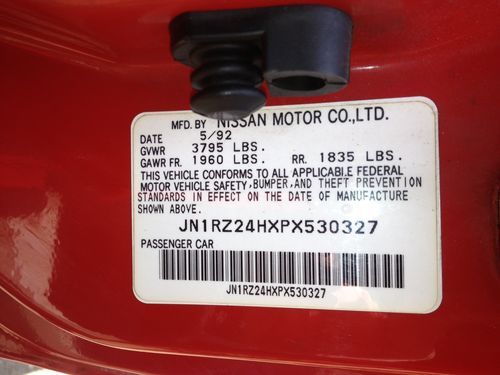 MFD. BY NISSAN MOTOR CO.,LTD.
DATE 5/92
GVWR 3795 LBS.
GAWR FR. 1960 LBS. RR. 1835 LBS.
THIS VEHICLE CONFORMS TO ALL APPLICABLE FEDERAL
MOTOR VEHICLE SAFETY, BUMPER, AND THEFT PREVENTION
STANDARDS IN EFFECT ON THE DATE OF MANUFACTURE
SHOWN ABOVE.
JN1RZ24HXPX530327
PASSENGER CAR
JN1RZ24HXPX530327